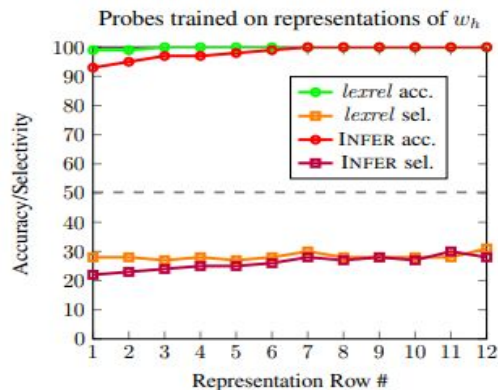 Probes trained on representations of w_h
100
90
80
70
60
50
40
30
20
10
0
Accuracy/Selectivity
lexrel acc.
lexrel sel.
INFER acc.
INFER sel.
1 2 3 4 5 6 7 8 9 10 11 12
Representation Row #